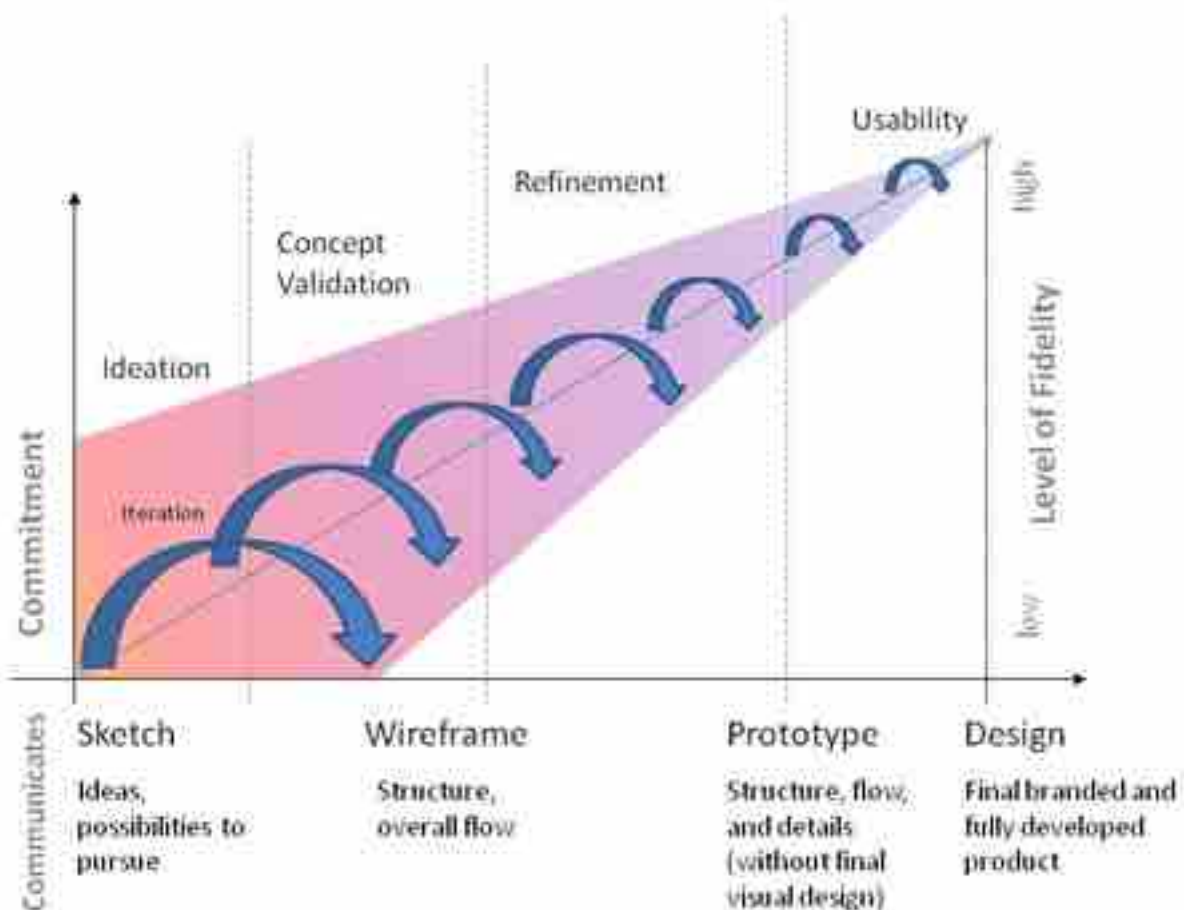 Usability
Refinement
Concept
Validation
Ideation
Iteration
Commitment
high
Level of Fidelity
low
Communicates
Sketch
Ideas,
possibilities to
pursue
Wireframe
Structure,
overall flow
Prototype
Structure, flow,
and details
(without final
visual design)
Design
Final branded and
fully developed
product